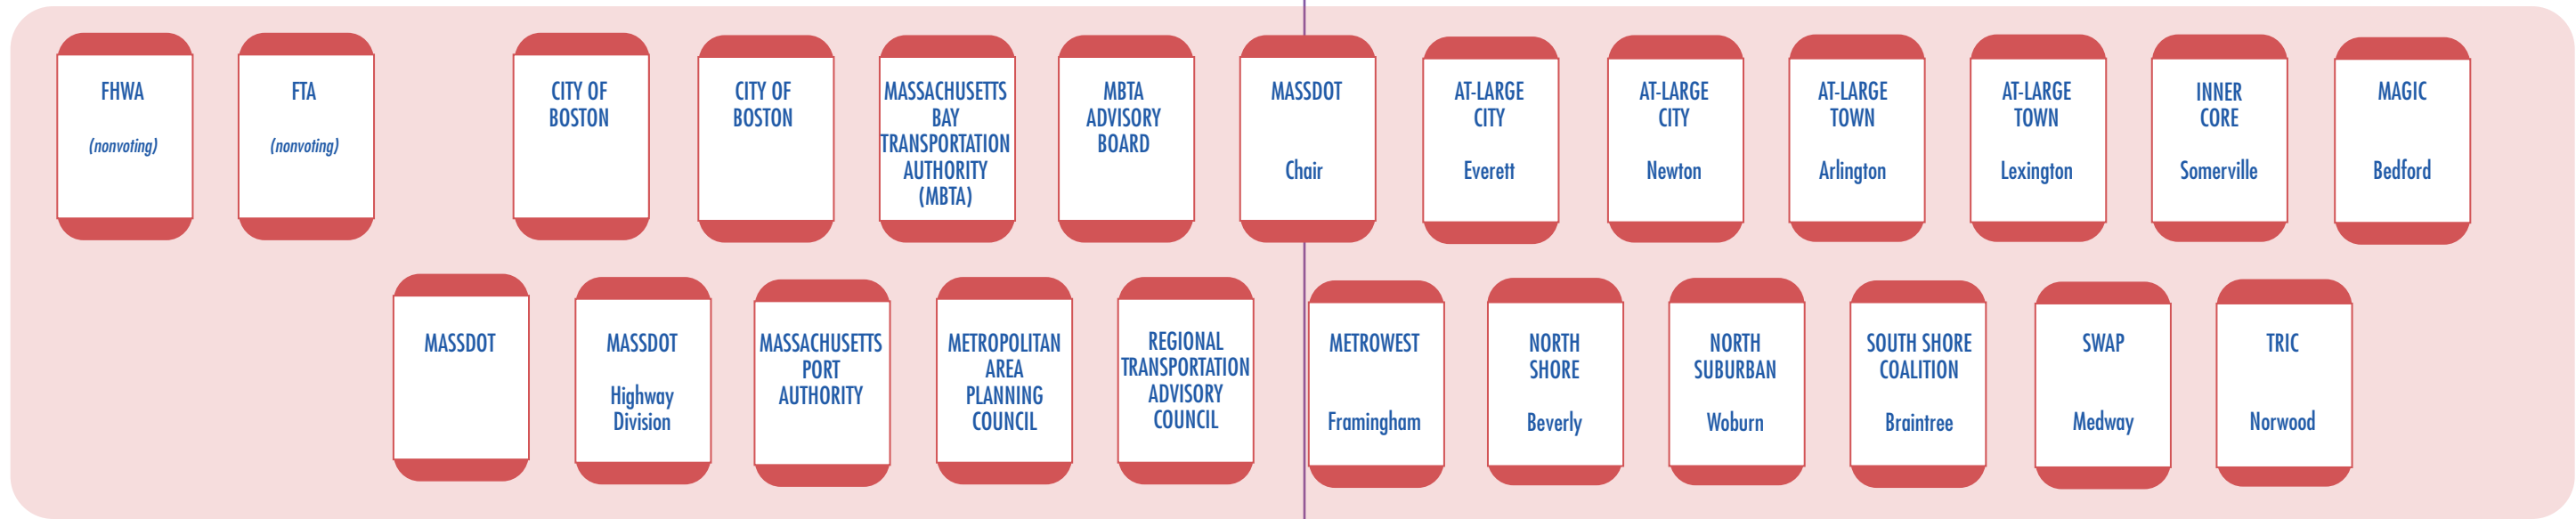 FHWA
(nonvoting)
FTA
(nonvoting)
CITY OF
BOSTON
CITY OF
BOSTON
MASSACHUSETTS
BAY
TRANSPORTATION
AUTHORITY
(MBTA)
MBTA
ADVISORY
BOARD
MASSDOT
Chair
AT-LARGE
CITY
Everett
AT-LARGE
CITY
Newton
AT-LARGE
TOWN
Arlington
AT-LARGE
TOWN
Lexington
INNER
CORE
Somerville
MAGIC
Bedford
MASSDOT
MASSDOT
Highway
Division
MASSACHUSETTS
PORT
AUTHORITY
METROPOLITAN
AREA
PLANNING
COUNCIL
REGIONAL
TRANSPORTATION
ADVISORY
COUNCIL
METROWEST
Framingham
NORTH
SHORE
Beverly
NORTH
SUBURBAN
Woburn
SOUTH SHORE
COALITION
Braintree
SWAP
Medway
TRIC
Norwood